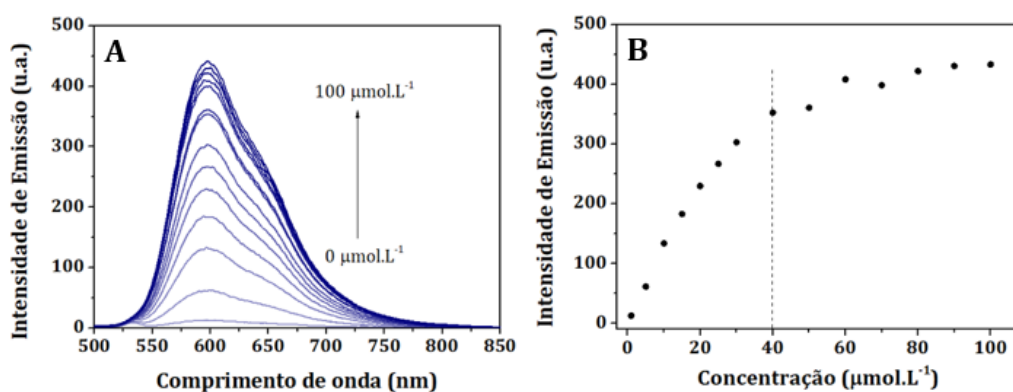 A
Intensidade de Emissão (u.a.)
500
400
300
200
100
0
100 µmol.L⁻¹
0 µmol.L⁻¹
500 550 600 650 700 750 800 850
Comprimento de onda (nm)
B
Intensidade de Emissão (u.a.)
500
400
300
200
100
0
0 20 40 60 80 100
Concentração (µmol.L⁻¹)